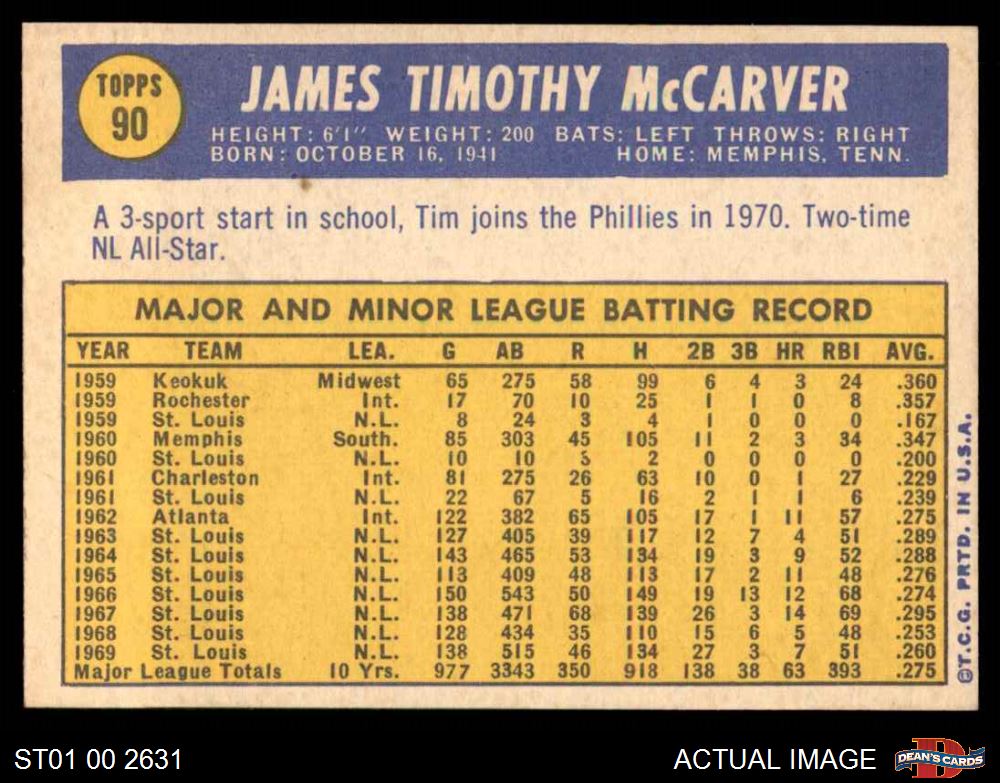 TOPPS
90
JAMES TIMOTHY McCARVER
HEIGHT: 6'1" WEIGHT: 200 BATS: LEFT THROWS: RIGHT
BORN: OCTOBER 16, 1941 HOME: MEMPHIS, TENN.
A 3-sport start in school, Tim joins the Phillies in 1970. Two-time
NL All-Star.
MAJOR AND MINOR LEAGUE BATTING RECORD
YEAR TEAM LEA. G AB R H 2B 3B HR RBI AVG.
1959 Keokuk Midwest 65 275 58 99 6 4 3 24 .360
1959 Rochester Int. 17 70 10 25 1 1 0 8 .357
1959 St. Louis N.L. 8 24 3 4 1 0 0 0 .167
1960 Memphis South. 85 303 45 105 11 2 3 34 .347
1960 St. Louis N.L. 10 10 3 2 0 0 0 0 .200
1961 Charleston Int. 81 275 26 63 10 0 1 27 .229
1961 St. Louis N.L. 22 67 5 16 2 1 1 6 .239
1962 Atlanta Int. 122 382 65 105 17 1 11 57 .275
1963 St. Louis N.L. 127 405 39 117 12 7 4 51 .289
1964 St. Louis N.L. 143 465 53 134 19 3 9 52 .288
1965 St. Louis N.L. 113 409 48 113 17 2 11 48 .276
1966 St. Louis N.L. 150 543 50 149 19 13 12 68 .274
1967 St. Louis N.L. 138 471 68 139 26 3 14 69 .295
1968 St. Louis N.L. 128 434 35 110 15 6 5 48 .253
1969 St. Louis N.L. 138 515 46 134 27 3 7 51 .260
Major League Totals 10 Yrs. 977 3343 350 918 138 38 63 393 .275
©T.C.G. PRTD. IN U.S.A.
ST01 00 2631
ACTUAL IMAGE
DEAN'S CARDS